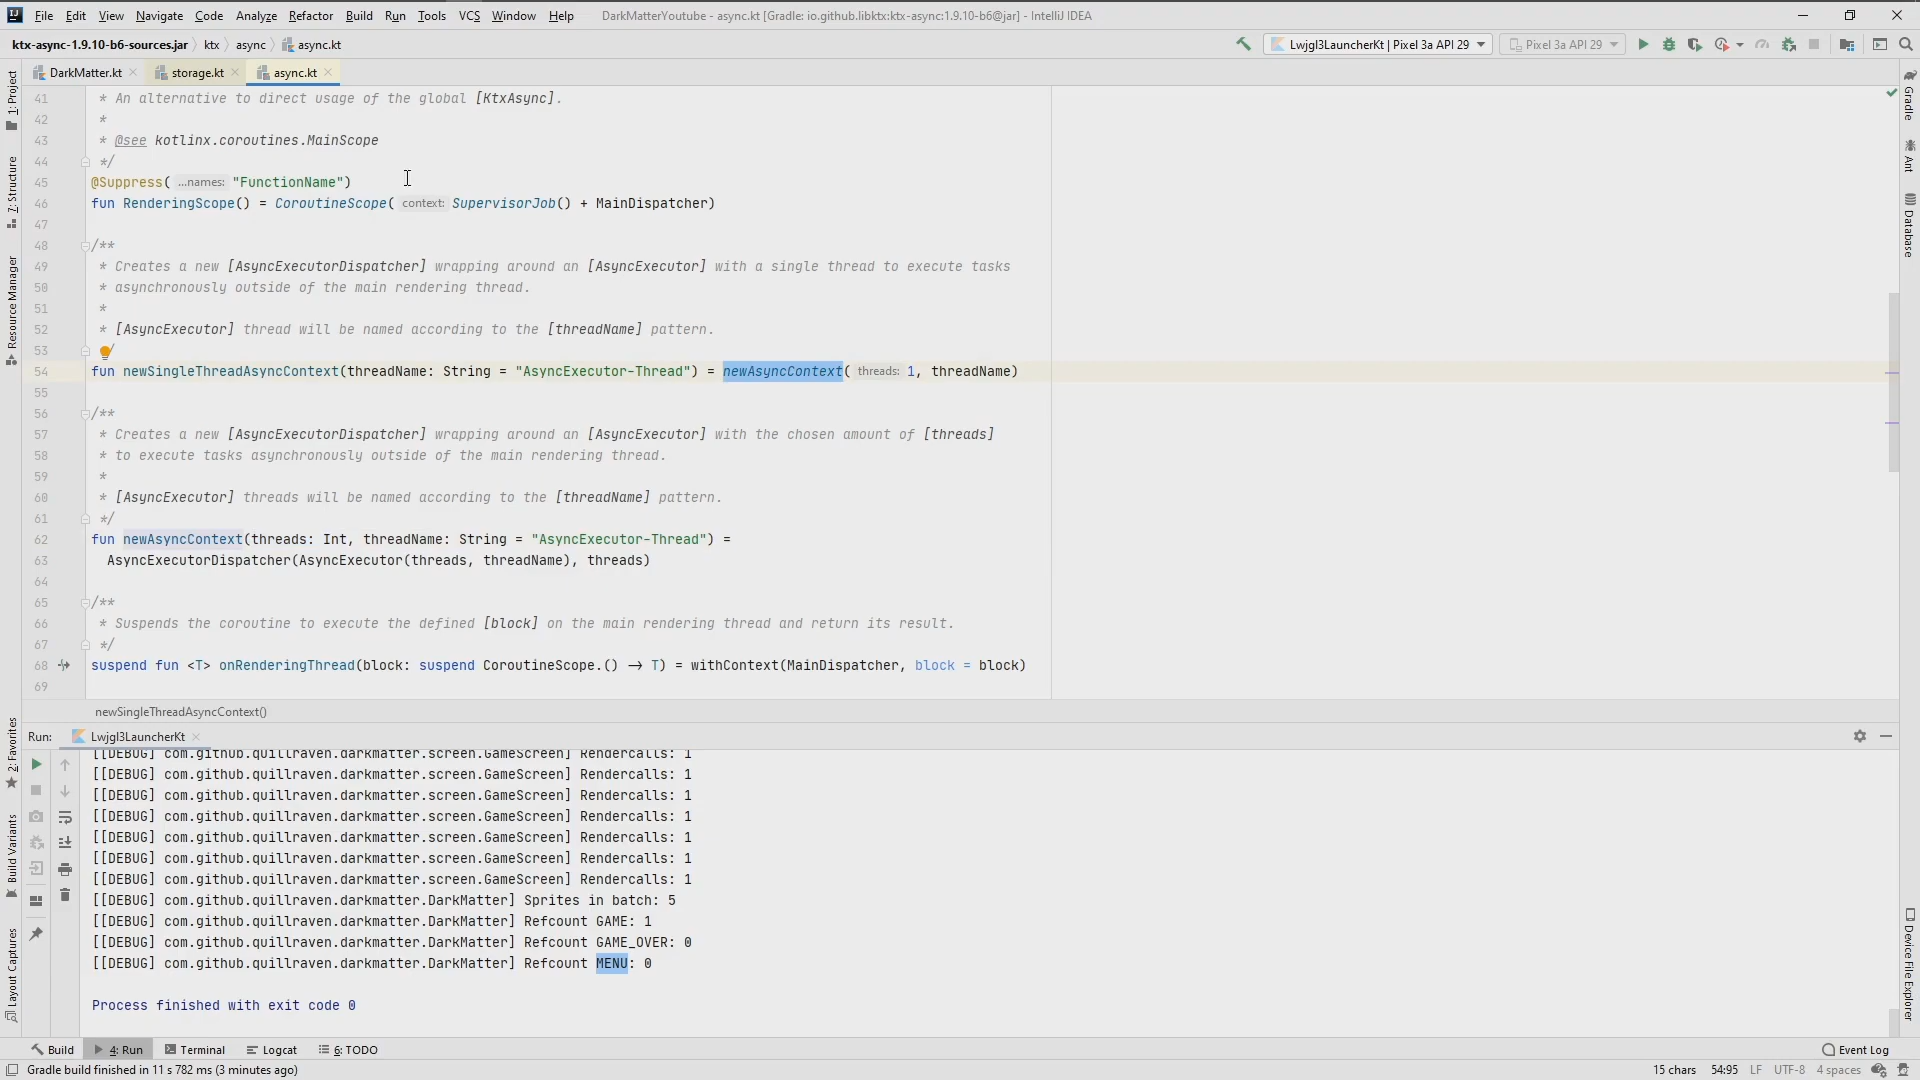 File Edit View Navigate Code Analyze Refactor Build Run Tools VCS Window Help DarkMatterYoutube - async.kt [Gradle: io.github.libktx:ktx-async:1.9.10-b6@jar] - IntelliJ IDEA
ktx-async-1.9.10-b6-sources.jar ktx async async.kt Lwjgl3LauncherKt | Pixel 3a API 29 Pixel 3a API 29
DarkMatter.kt storage.kt async.kt
1: Project
7: Structure
Resource Manager
2: Favorites
Build Variants
Layout Captures
41 * An alternative to direct usage of the global [KtxAsync].
42 *
43 * @see kotlinx.coroutines.MainScope
44 */
45 @Suppress( ...names: "FunctionName")
46 fun RenderingScope() = CoroutineScope( context: SupervisorJob() + MainDispatcher)
47
48 /**
49 * Creates a new [AsyncExecutorDispatcher] wrapping around an [AsyncExecutor] with a single thread to execute tasks
50 * asynchronously outside of the main rendering thread.
51 *
52 * [AsyncExecutor] thread will be named according to the [threadName] pattern.
53 /
54 fun newSingleThreadAsyncContext(threadName: String = "AsyncExecutor-Thread") = newAsyncContext( threads: 1, threadName)
55
56 /**
57 * Creates a new [AsyncExecutorDispatcher] wrapping around an [AsyncExecutor] with the chosen amount of [threads]
58 * to execute tasks asynchronously outside of the main rendering thread.
59 *
60 * [AsyncExecutor] threads will be named according to the [threadName] pattern.
61 */
62 fun newAsyncContext(threads: Int, threadName: String = "AsyncExecutor-Thread") =
63 AsyncExecutorDispatcher(AsyncExecutor(threads, threadName), threads)
64
65 /**
66 * Suspends the coroutine to execute the defined [block] on the main rendering thread and return its result.
67 */
68 suspend fun <T> onRenderingThread(block: suspend CoroutineScope.() → T) = withContext(MainDispatcher, block = block)
69
newSingleThreadAsyncContext()
Gradle
Ant
Database
Device File Explorer
Run: Lwjgl3LauncherKt
[[DEBUG] com.github.quillraven.darkmatter.screen.GameScreen] Rendercalls: 1
[[DEBUG] com.github.quillraven.darkmatter.screen.GameScreen] Rendercalls: 1
[[DEBUG] com.github.quillraven.darkmatter.screen.GameScreen] Rendercalls: 1
[[DEBUG] com.github.quillraven.darkmatter.screen.GameScreen] Rendercalls: 1
[[DEBUG] com.github.quillraven.darkmatter.screen.GameScreen] Rendercalls: 1
[[DEBUG] com.github.quillraven.darkmatter.screen.GameScreen] Rendercalls: 1
[[DEBUG] com.github.quillraven.darkmatter.screen.GameScreen] Rendercalls: 1
[[DEBUG] com.github.quillraven.darkmatter.DarkMatter] Sprites in batch: 5
[[DEBUG] com.github.quillraven.darkmatter.DarkMatter] Refcount GAME: 1
[[DEBUG] com.github.quillraven.darkmatter.DarkMatter] Refcount GAME_OVER: 0
[[DEBUG] com.github.quillraven.darkmatter.DarkMatter] Refcount MENU: 0
Process finished with exit code 0
Build 4: Run Terminal Logcat 6: TODO Event Log
Gradle build finished in 11 s 782 ms (3 minutes ago) 15 chars 54:95 LF UTF-8 4 spaces